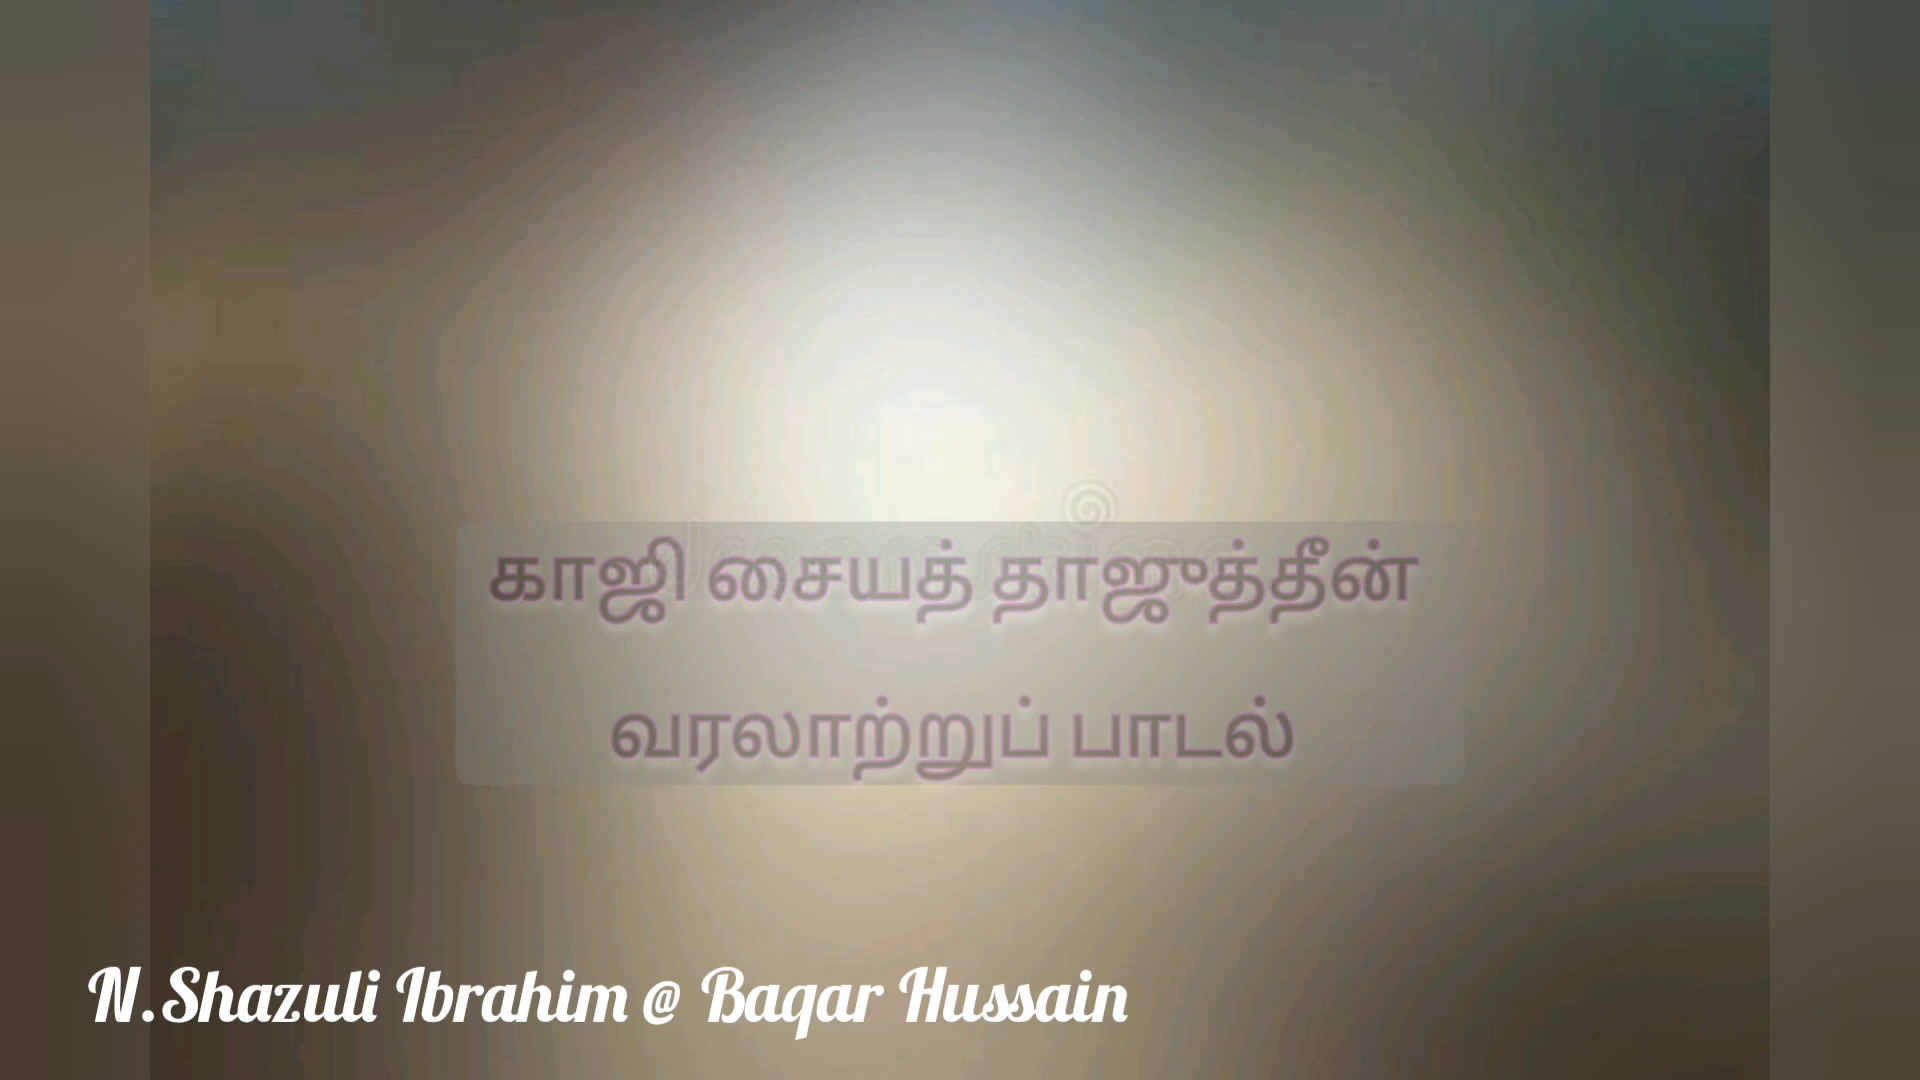 காஜி சையத் தாஜுத்தீன்
வரலாற்றுப் பாடல்
N.Shazuli Ibrahim @ Baqar Hussain